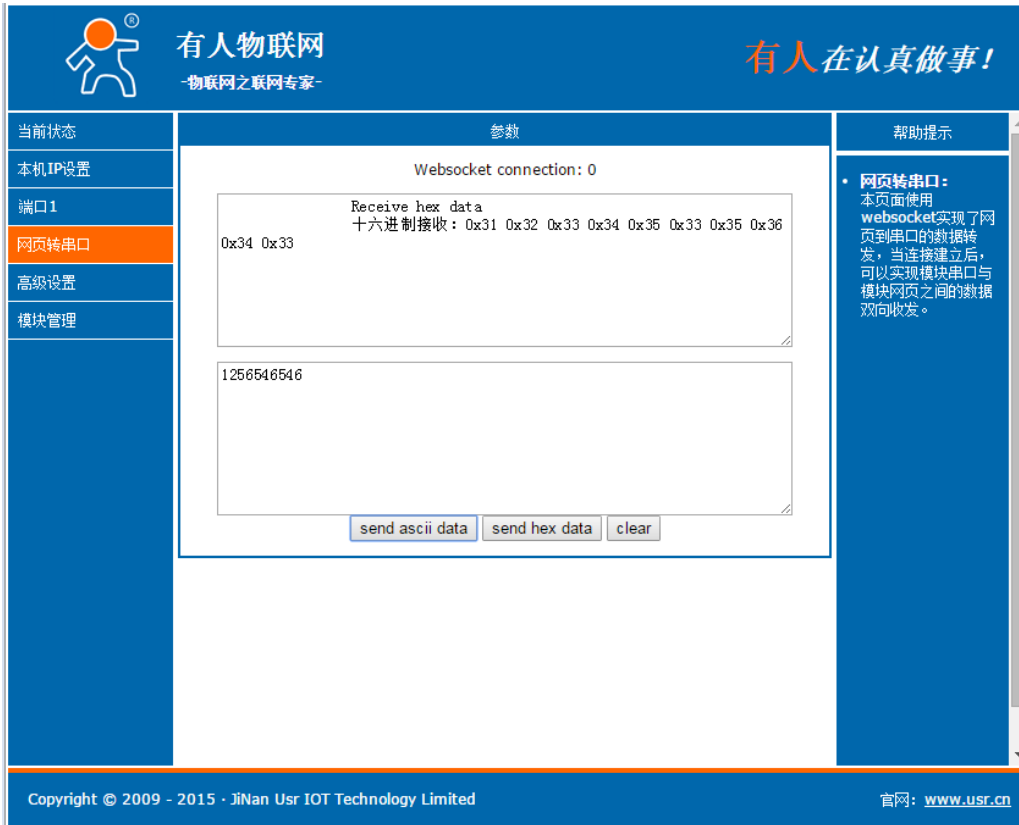 ®
有人物联网
-物联网之联网专家-
有人在认真做事!
当前状态
本机IP设置
端口1
网页转串口
高级设置
模块管理
参数
Websocket connection: 0
Receive hex data
十六进制接收: 0x31 0x32 0x33 0x34 0x35 0x33 0x35 0x36
0x34 0x33
1256546546
send ascii data
send hex data
clear
帮助提示
• 网页转串口:
本页面使用
websocket实现了网
页到串口的数据转
发,当连接建立后,
可以实现模块串口与
模块网页之间的数据
双向收发。
Copyright © 2009 - 2015 · JiNan Usr IOT Technology Limited
官网: www.usr.cn